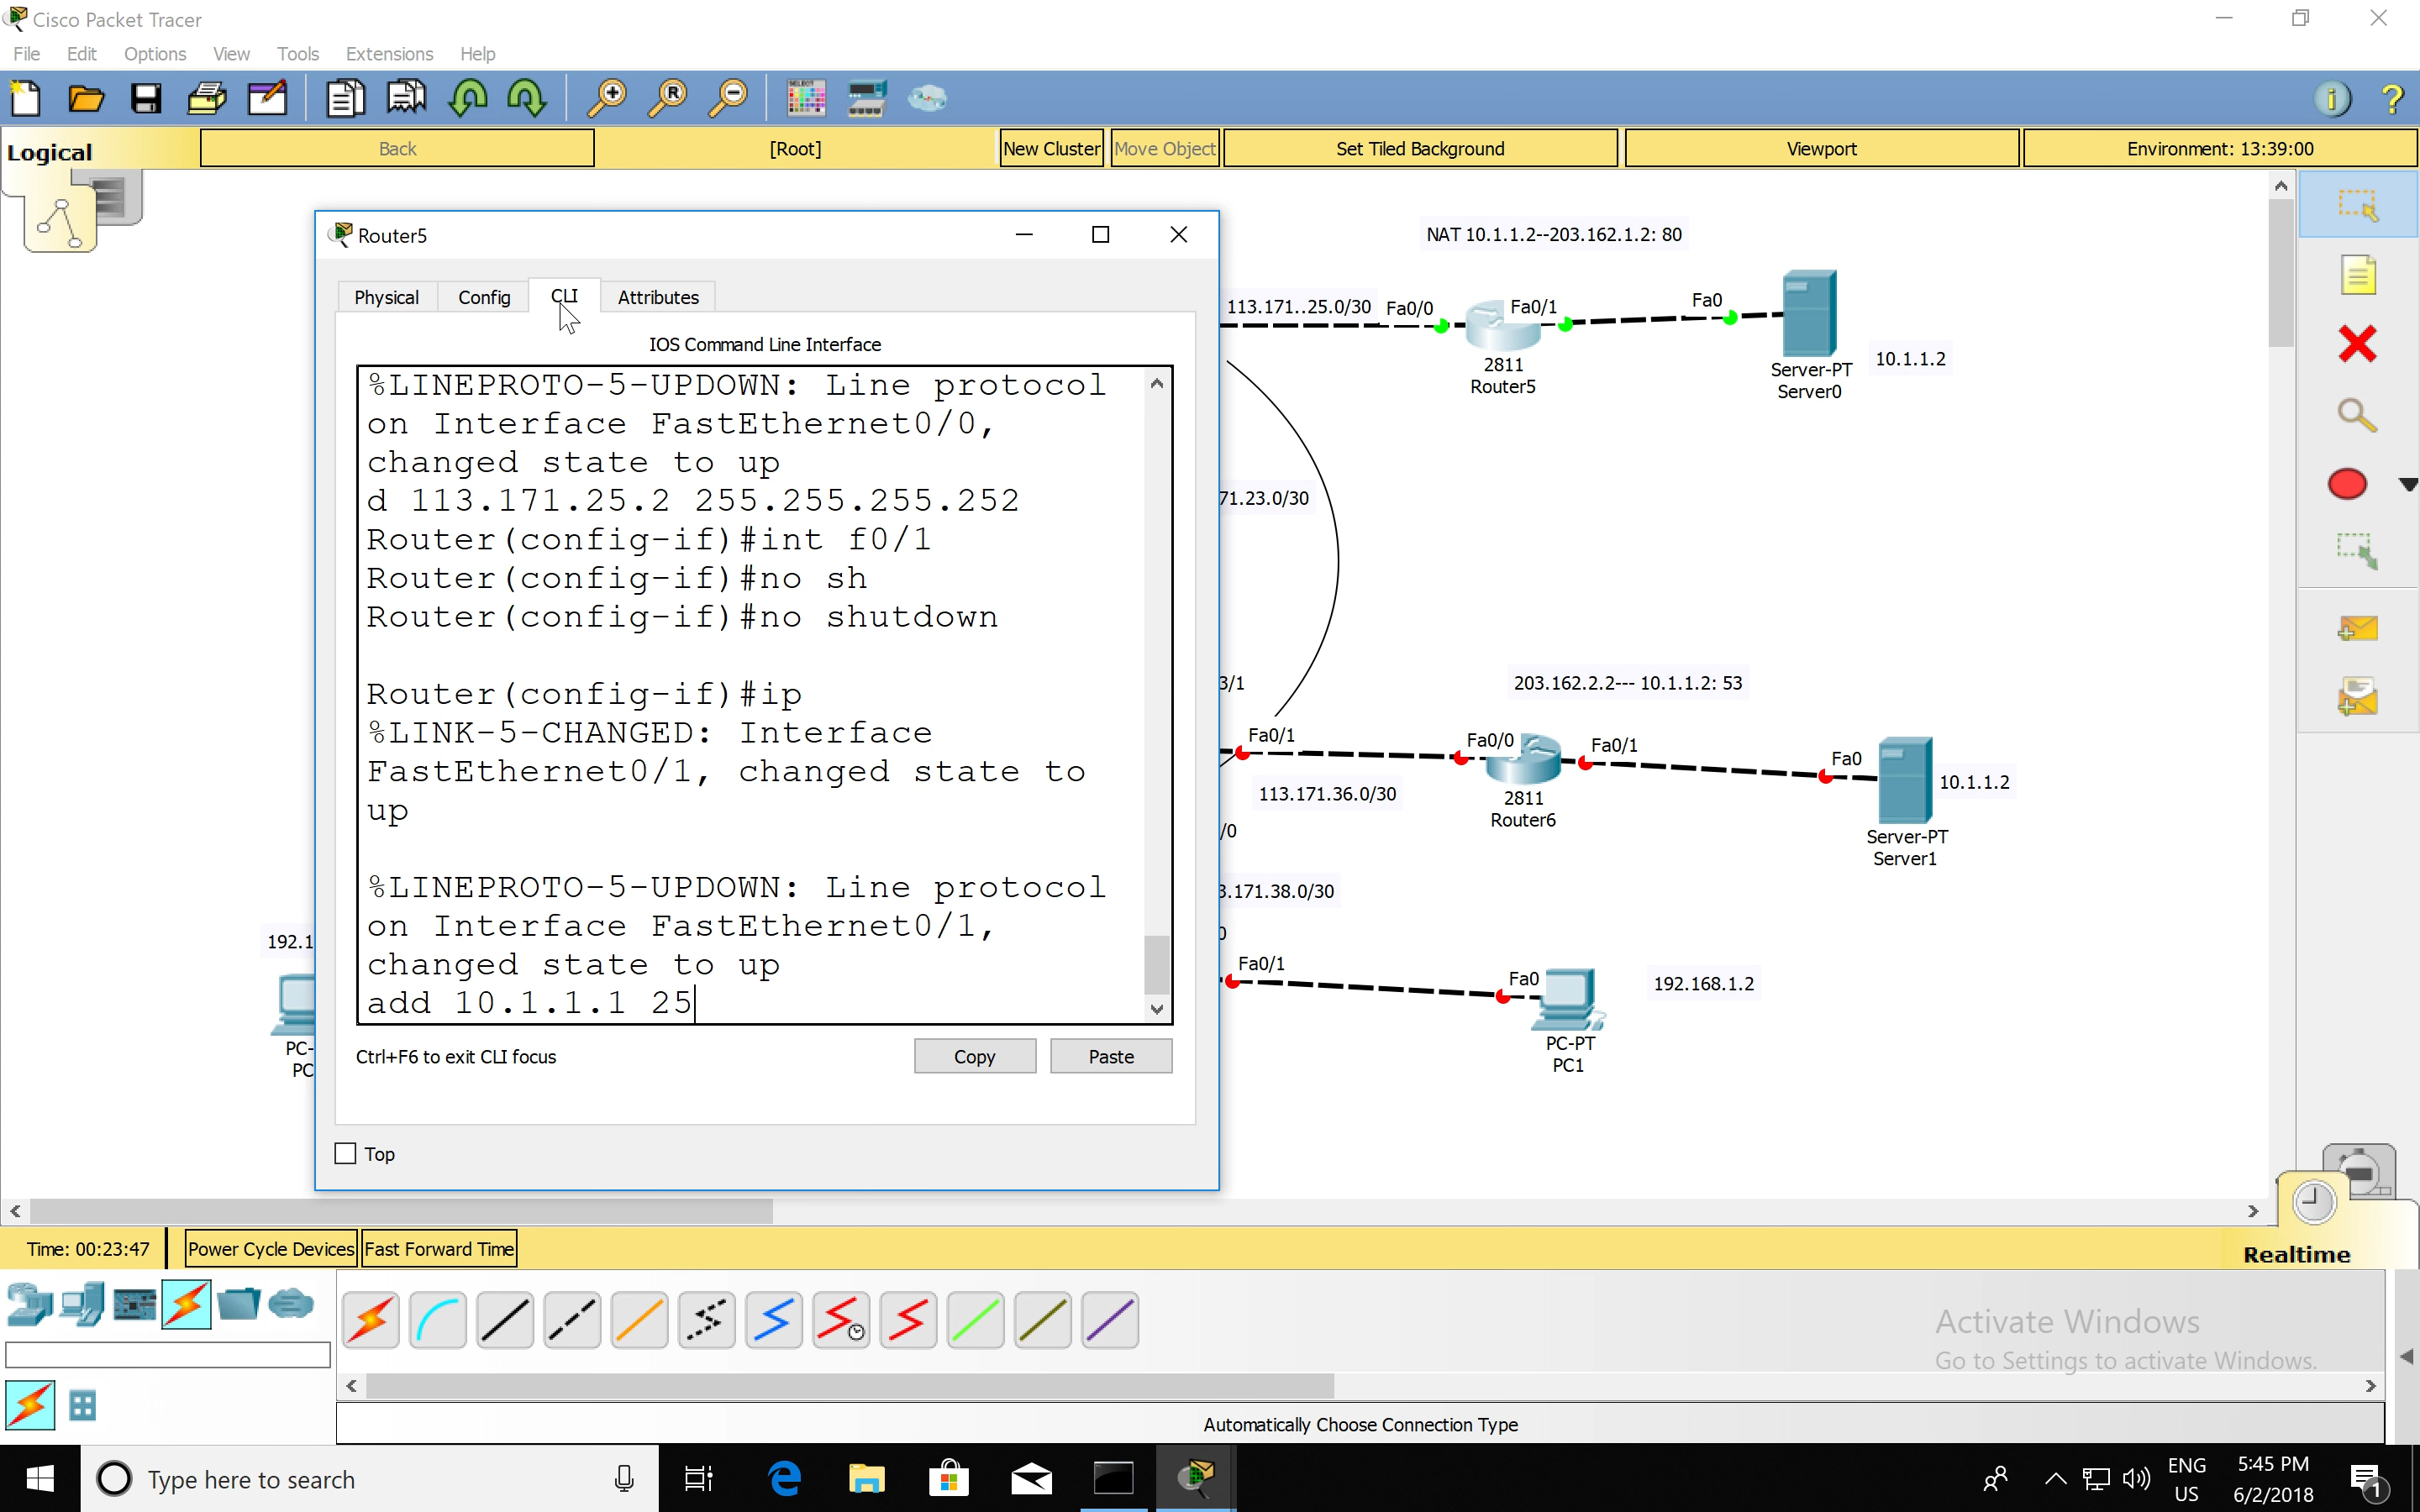 Cisco Packet Tracer
File Edit Options View Tools Extensions Help
Logical
Back
[Root]
New Cluster
Move Object
Set Tiled Background
Viewport
Environment: 13:39:00
Router5
Physical Config CLI Attributes
IOS Command Line Interface
%LINEPROTO-5-UPDOWN: Line protocol
on Interface FastEthernet0/0,
changed state to up
d 113.171.25.2 255.255.255.252
Router(config-if)#int f0/1
Router(config-if)#no sh
Router(config-if)#no shutdown
Router(config-if)#ip
%LINK-5-CHANGED: Interface
FastEthernet0/1, changed state to
up
%LINEPROTO-5-UPDOWN: Line protocol
on Interface FastEthernet0/1,
changed state to up
add 10.1.1.1 25
Ctrl+F6 to exit CLI focus
Copy
Paste
Top
NAT 10.1.1.2--203.162.1.2: 80
113.171..25.0/30
Fa0/0
Fa0/1
Fa0
2811
Router5
Server-PT
Server0
10.1.1.2
71.23.0/30
203.162.2.2--- 10.1.1.2: 53
3/1
Fa0/1
Fa0/0
Fa0/1
Fa0
113.171.36.0/30
2811
Router6
10.1.1.2
Server-PT
Server1
/0
3.171.38.0/30
0
Fa0/1
Fa0
192.168.1.2
PC-PT
PC1
192.1
PC-
PC
Time: 00:23:47
Power Cycle Devices
Fast Forward Time
Realtime
Activate Windows
Go to Settings to activate Windows.
Automatically Choose Connection Type
Type here to search
ENG
US
5:45 PM
6/2/2018
1